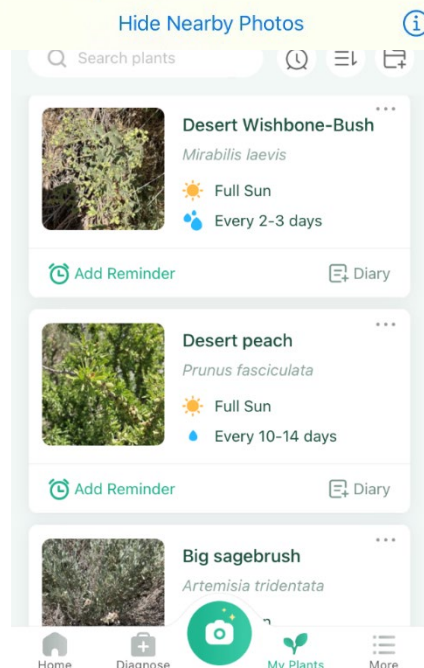 Hide Nearby Photos
Search plants
Desert Wishbone-Bush
Mirabilis laevis
Full Sun
Every 2-3 days
Add Reminder
Diary
Desert peach
Prunus fasciculata
Full Sun
Every 10-14 days
Add Reminder
Diary
Big sagebrush
Artemisia tridentata
Home
Diagnose
My Plants
More